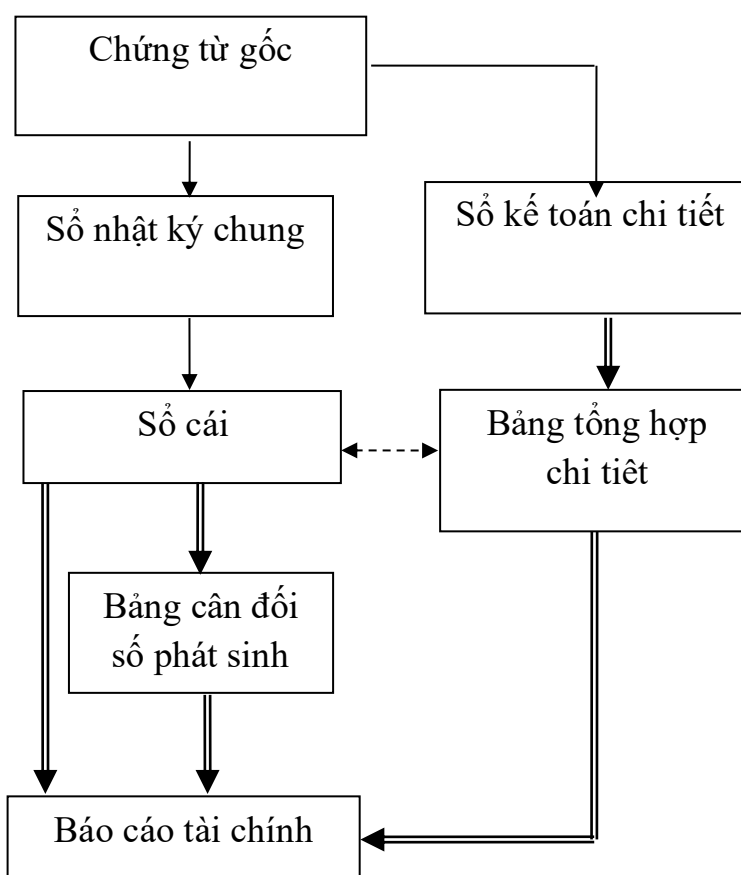 Chứng từ gốc
Sổ nhật ký chung
Sổ kế toán chi tiết
Sổ cái
Bảng tổng hợp
chi tiêt
Bảng cân đối
số phát sinh
Báo cáo tài chính